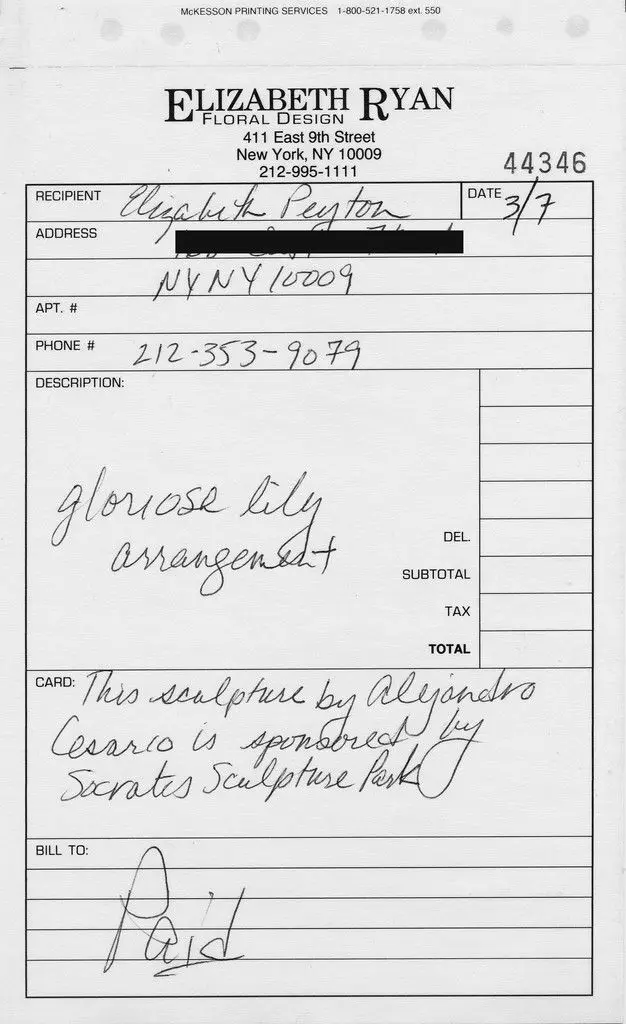 McKESSON PRINTING SERVICES 1-800-521-1758 ext. 550
ELIZABETH RYAN
FLORAL DESIGN
411 East 9th Street
New York, NY 10009
212-995-1111
44346
RECIPIENT Elizabeth Peyton DATE 3/7
ADDRESS
NY NY 10009
APT. #
PHONE # 212-353-9079
DESCRIPTION:
gloriosa lily
arrangement
DEL.
SUBTOTAL
TAX
TOTAL
CARD: This sculpture by Alejandro
Cesarco is sponsored by
Socrates Sculpture Park
BILL TO:
Paid